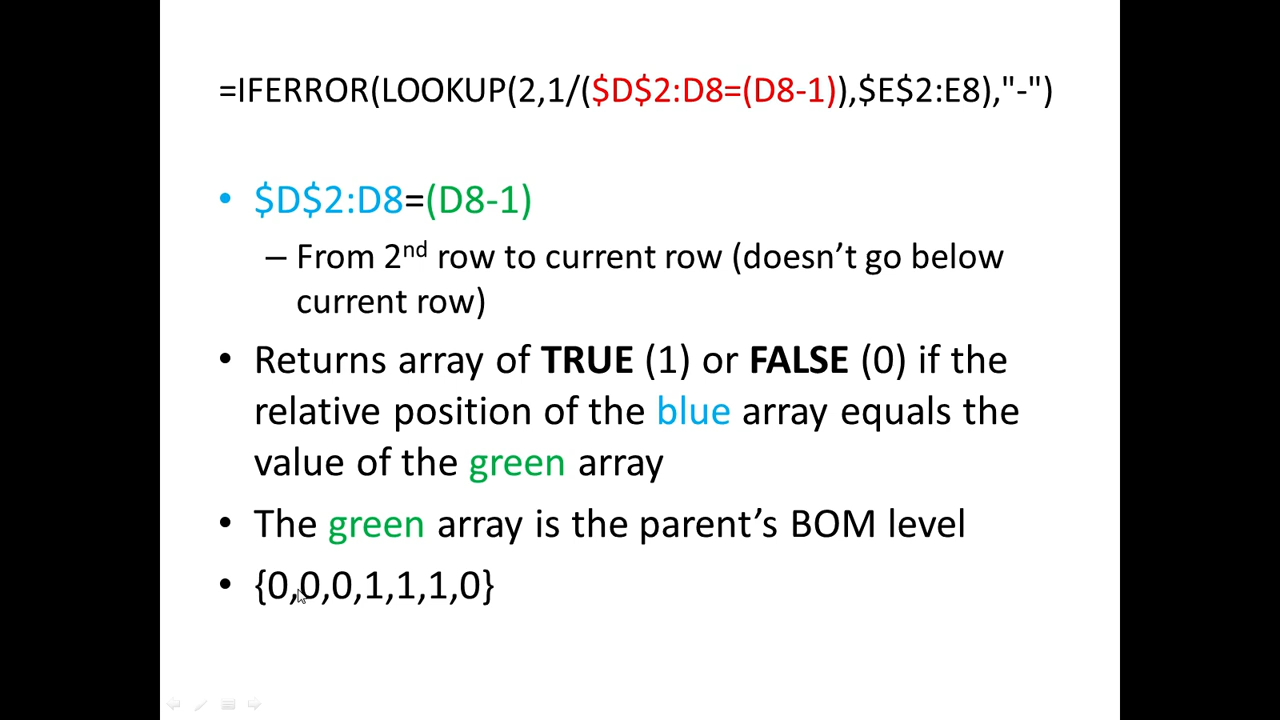 =IFERROR(LOOKUP(2,1/($D$2:D8=(D8-1)),$E$2:E8),"-")
• $D$2:D8=(D8-1)
– From 2nd row to current row (doesn’t go below
current row)
• Returns array of TRUE (1) or FALSE (0) if the
relative position of the blue array equals the
value of the green array
• The green array is the parent’s BOM level
• {0,0,0,1,1,1,0}